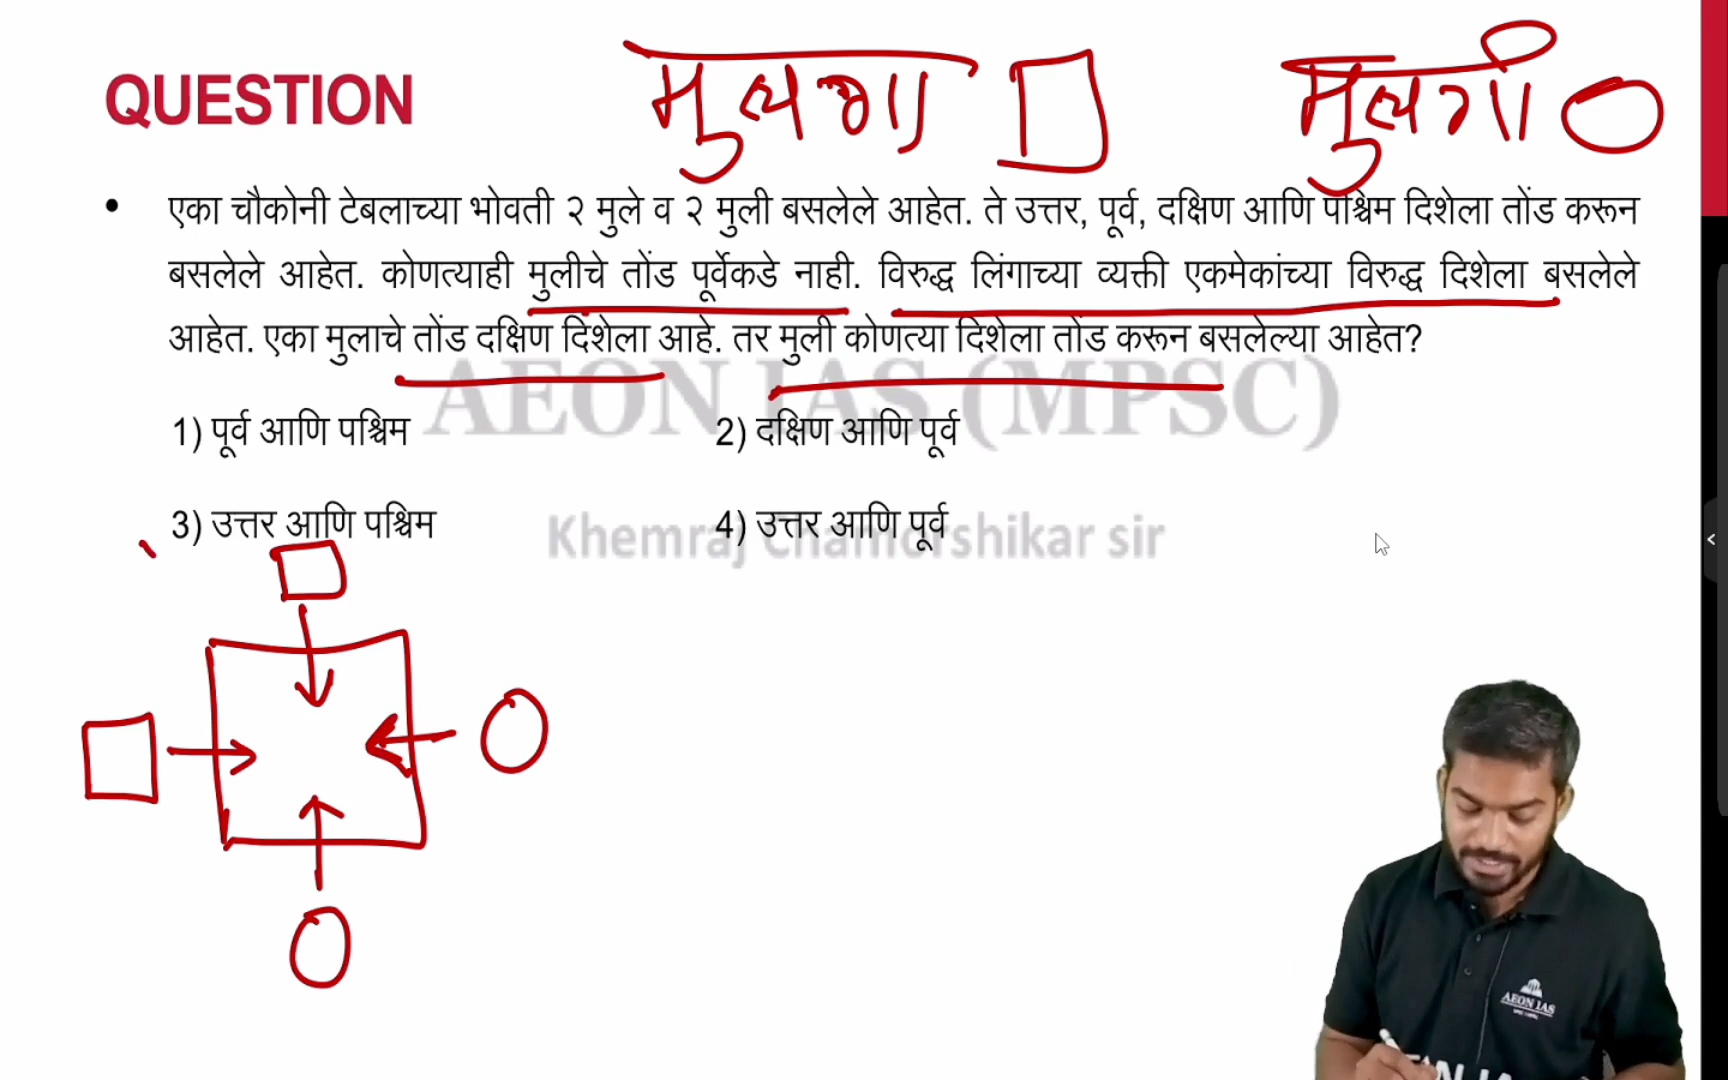 मुलगा मुलगी
QUESTION
• एका चौकोनी टेबलाच्या भोवती २ मुले व २ मुली बसलेले आहेत. ते उत्तर, पूर्व, दक्षिण आणि पश्चिम दिशेला तोंड करून
बसलेले आहेत. कोणत्याही मुलीचे तोंड पूर्वेकडे नाही. विरुद्ध लिंगाच्या व्यक्ती एकमेकांच्या विरुद्ध दिशेला बसलेले
आहेत. एका मुलाचे तोंड दक्षिण दिशेला आहे. तर मुली कोणत्या दिशेला तोंड करून बसलेल्या आहेत?
AEON IAS (MPSC)
1) पूर्व आणि पश्चिम 2) दक्षिण आणि पूर्व
3) उत्तर आणि पश्चिम 4) उत्तर आणि पूर्व
Khemraj Chamorshikar sir
<
AEON IAS